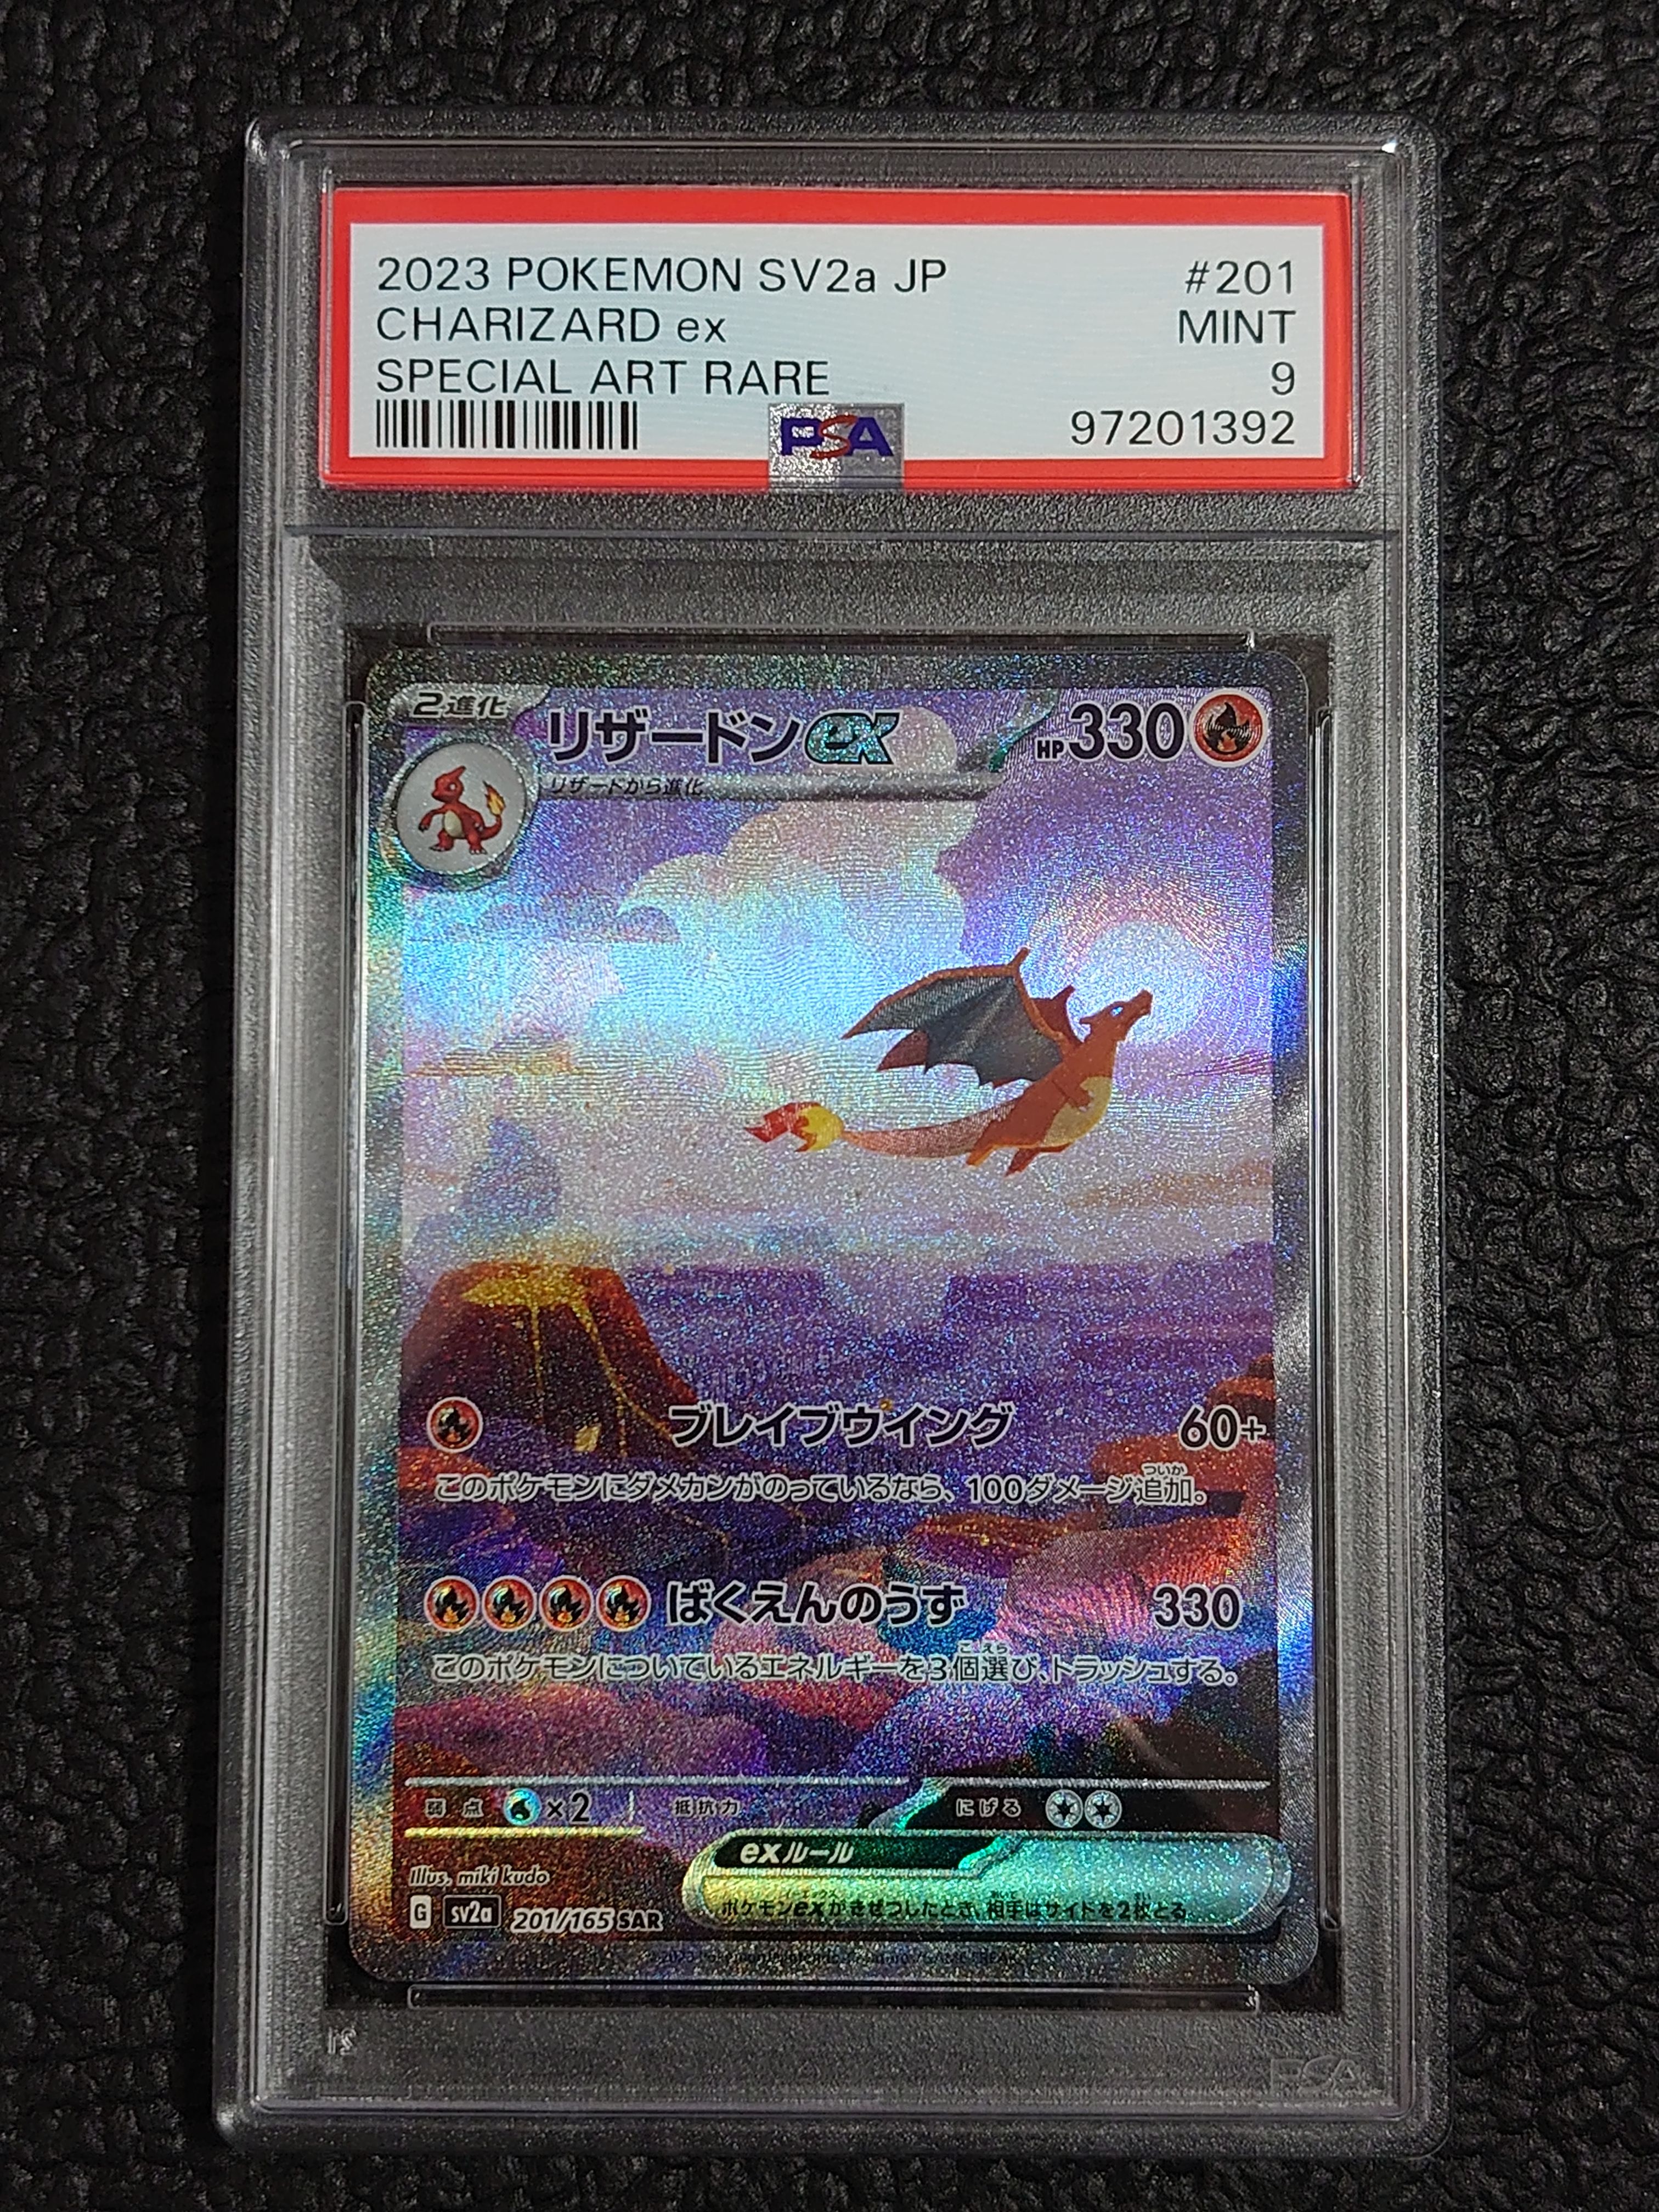 2023 POKEMON SV2a JP #201
CHARIZARD ex MINT
SPECIAL ART RARE 9
PSA 97201392
2進化 リザードンex HP330
リザードから進化
ブレイブウイング 60+
このポケモンにダメカンがのっているなら、100ダメージ追加。
ついか
ばくえんのうず 330
このポケモンについているエネルギーを3個選び、トラッシュする。
こ えら
弱点 ×2 抵抗力 にげる
exルール
ポケモンexがきぜつしたとき、相手はサイドを2枚とる。
Illus. miki kudo
G sv2a 201/165 SAR
PSA